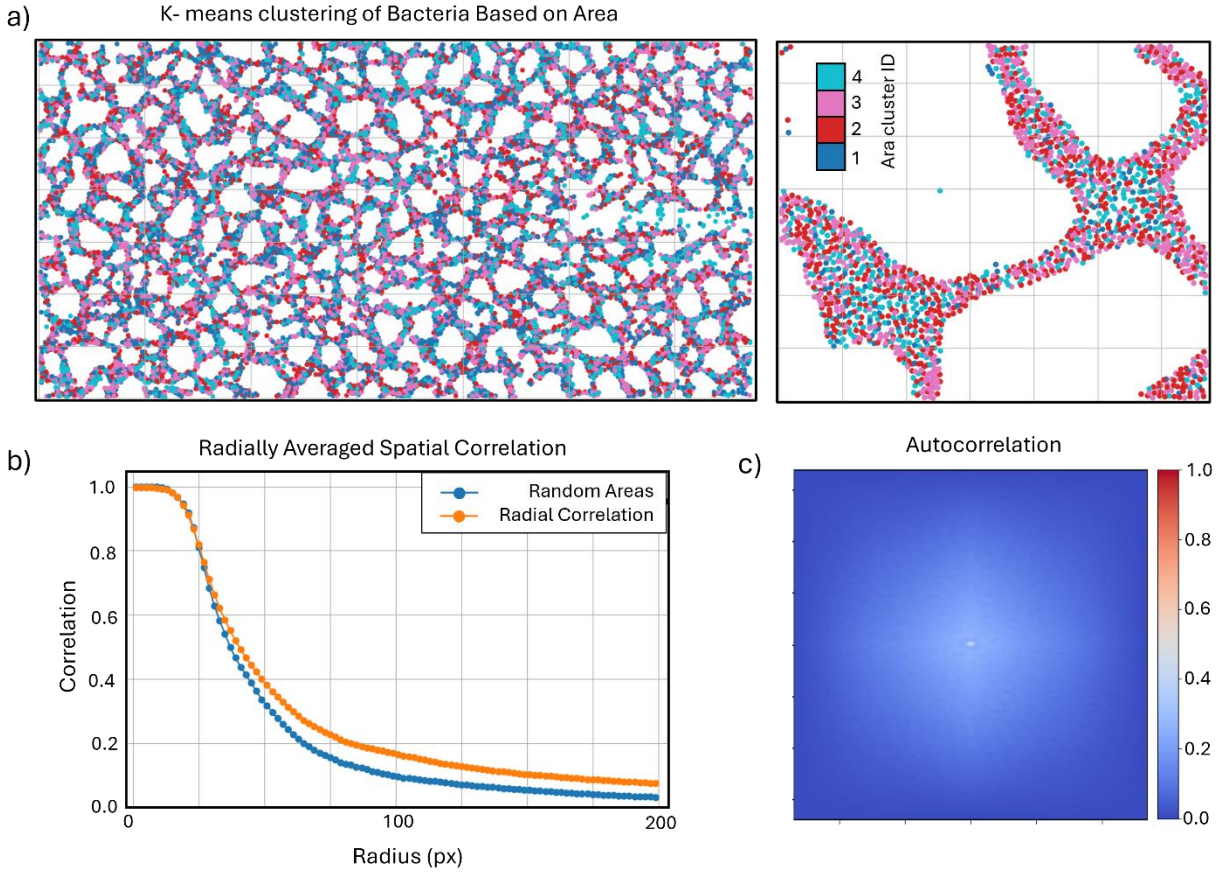 a)
K- means clustering of Bacteria Based on Area
4
3
2
1
Ara cluster ID
b)
Radially Averaged Spatial Correlation
1.0
0.8
0.6
0.4
0.2
0.0
Correlation
Random Areas
Radial Correlation
0
100
200
Radius (px)
c)
Autocorrelation
1.0
0.8
0.6
0.4
0.2
0.0